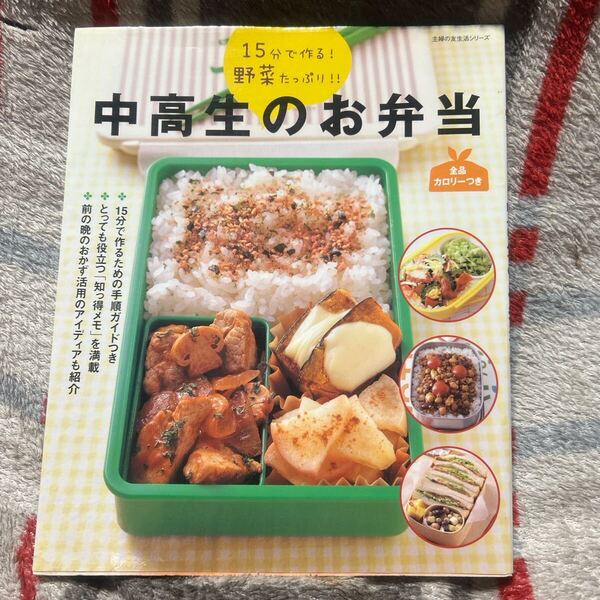 主婦の友生活シリーズ
15分で作る!
野菜たっぷり!!
中高生のお弁当
全品
カロリーつき
15分で作るための手順ガイドつき
とっても役立つ「知っ得メモ」を満載
前の晩のおかず活用のアイディアも紹介